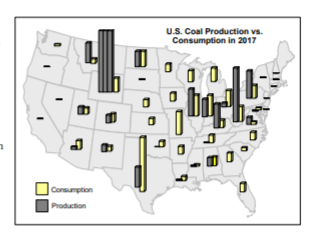 U.S. Coal Production vs.
Consumption in 2017
n
Consumption
Production